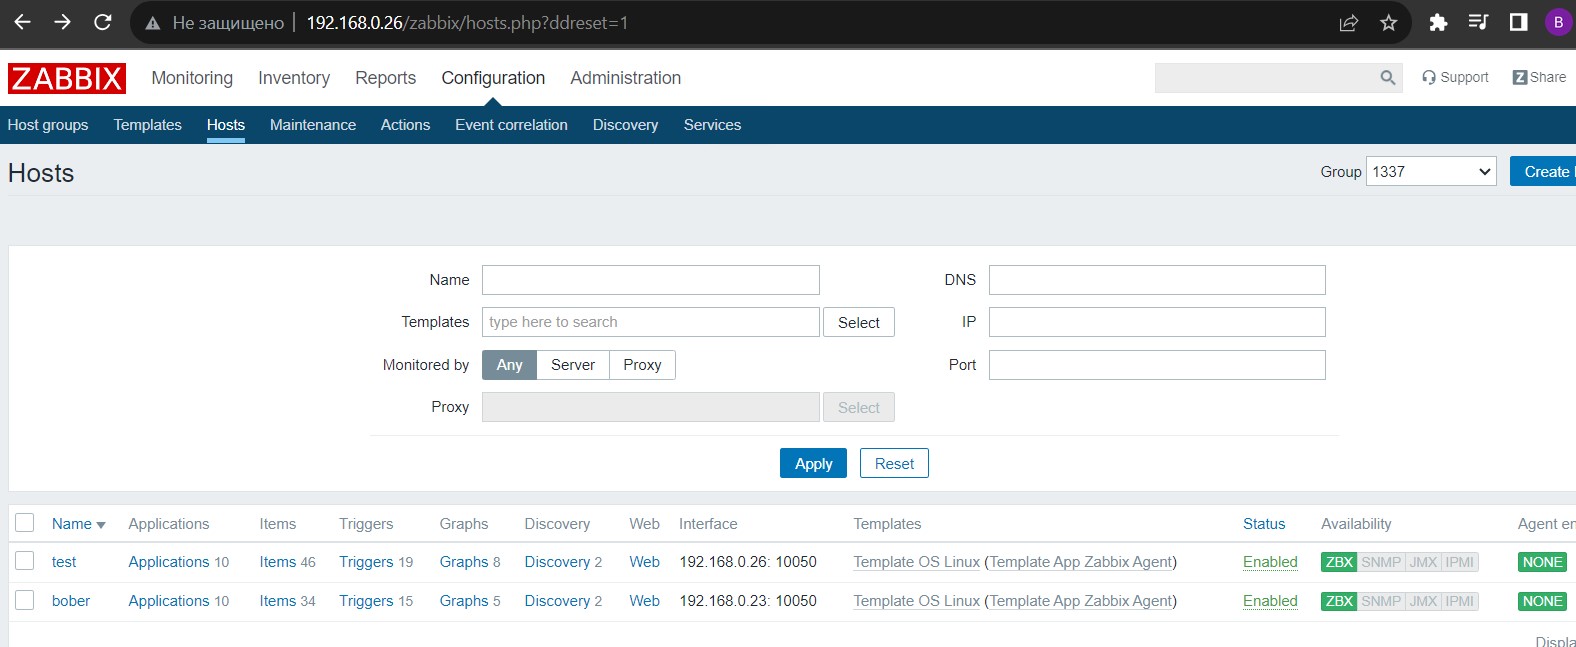 Не защищено 192.168.0.26/zabbix/hosts.php?ddreset=1 B
ZABBIX Monitoring Inventory Reports Configuration Administration Support Z Share
Host groups Templates Hosts Maintenance Actions Event correlation Discovery Services
Hosts Group 1337 Create
Name DNS
Templates type here to search Select IP
Monitored by Any Server Proxy Port
Proxy Select
Apply Reset
Name Applications Items Triggers Graphs Discovery Web Interface Templates Status Availability Agent en
test Applications 10 Items 46 Triggers 19 Graphs 8 Discovery 2 Web 192.168.0.26: 10050 Template OS Linux (Template App Zabbix Agent) Enabled ZBX SNMP JMX IPMI NONE
bober Applications 10 Items 34 Triggers 15 Graphs 5 Discovery 2 Web 192.168.0.23: 10050 Template OS Linux (Template App Zabbix Agent) Enabled ZBX SNMP JMX IPMI NONE
Displa